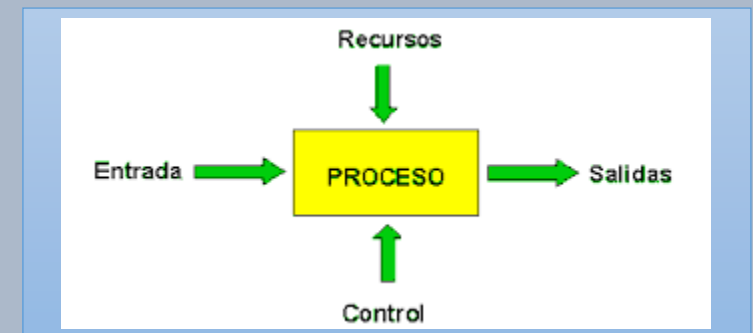 Recursos
Entrada
PROCESO
Salidas
Control